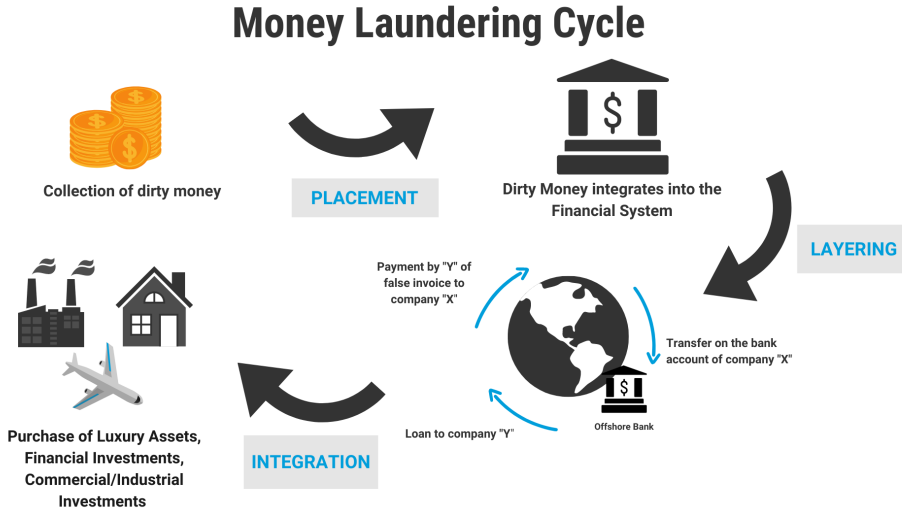 Money Laundering Cycle
Collection of dirty money
PLACEMENT
$
Dirty Money integrates into the
Financial System
LAYERING
Payment by "Y" of
false invoice to
company "X"
Transfer on the bank
account of company "X"
$
Offshore Bank
Loan to company "Y"
INTEGRATION
Purchase of Luxury Assets,
Financial Investments,
Commercial/Industrial
Investments